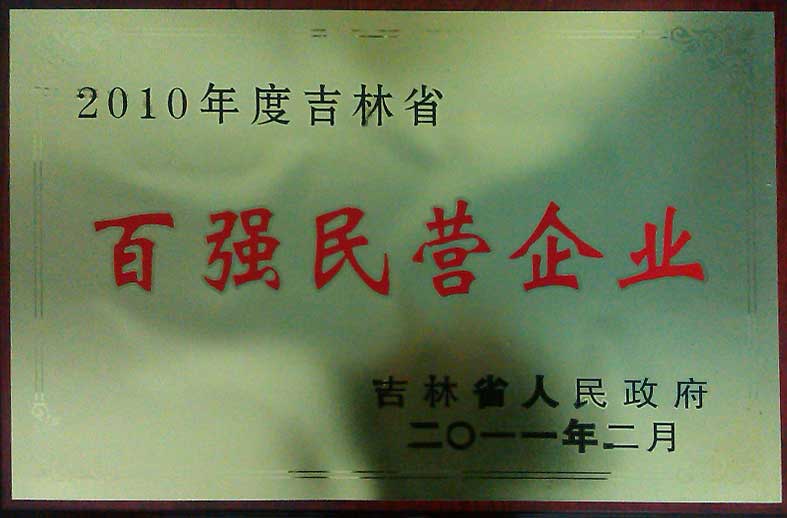 2010年度吉林省
百强民营企业
吉林省人民政府
二〇一一年二月